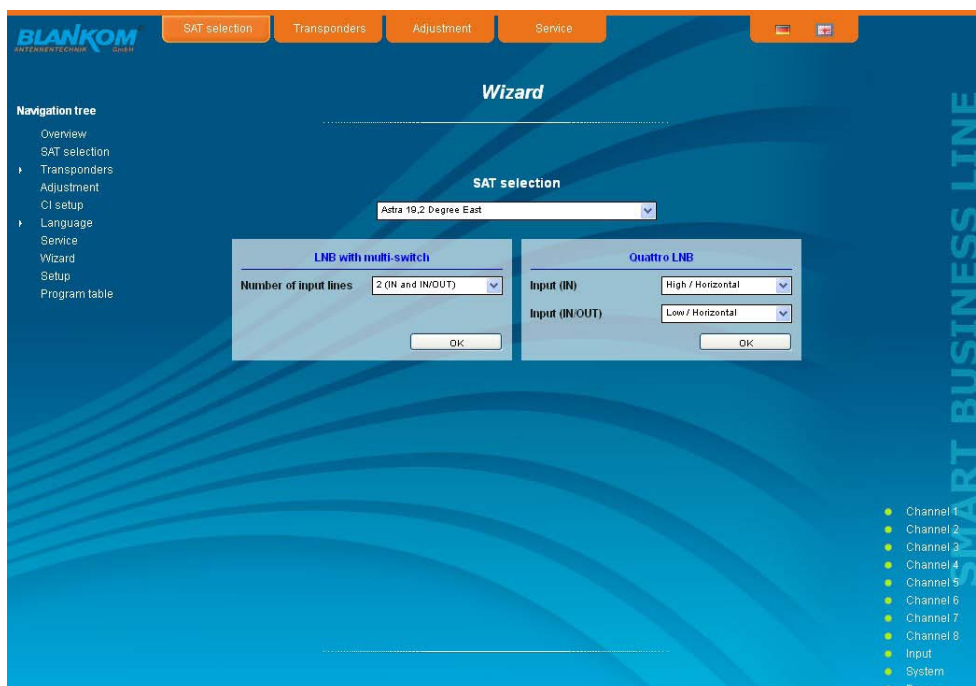 BLANKOM
ANTENNENTECHNIK GmbH
SAT selection
Transponders
Adjustment
Service
Wizard
Navigation tree
Overview
SAT selection
Transponders
Adjustment
CI setup
Language
Service
Wizard
Setup
Program table
SAT selection
Astra 19,2 Degree East
LNB with multi-switch
Number of input lines 2 (IN and IN/OUT)
OK
Quattro LNB
Input (IN) High / Horizontal
Input (IN/OUT) Low / Horizontal
OK
SMART BUSINESS LINE
Channel 1
Channel 2
Channel 3
Channel 4
Channel 5
Channel 6
Channel 7
Channel 8
Input
System